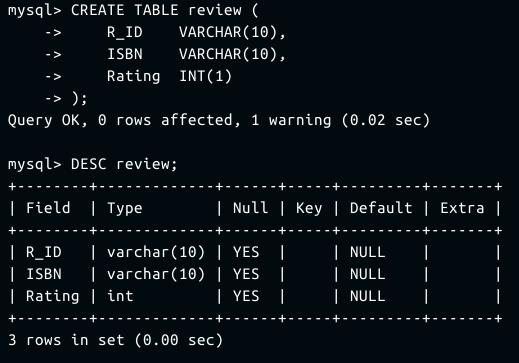 mysql> CREATE TABLE review (
    ->     R_ID    VARCHAR(10),
    ->     ISBN    VARCHAR(10),
    ->     Rating  INT(1)
    -> );
Query OK, 0 rows affected, 1 warning (0.02 sec)

mysql> DESC review;
+--------+-------------+------+-----+---------+-------+
| Field  | Type        | Null | Key | Default | Extra |
+--------+-------------+------+-----+---------+-------+
| R_ID   | varchar(10) | YES  |     | NULL    |       |
| ISBN   | varchar(10) | YES  |     | NULL    |       |
| Rating | int         | YES  |     | NULL    |       |
+--------+-------------+------+-----+---------+-------+
3 rows in set (0.00 sec)